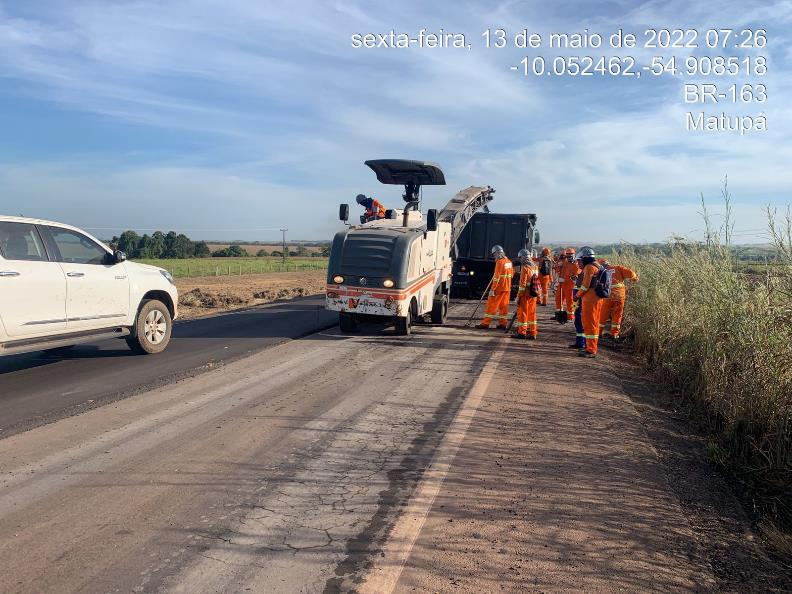 sexta-feira, 13 de maio de 2022 07:26
-10.052462,-54.908518
BR-163
Matupá